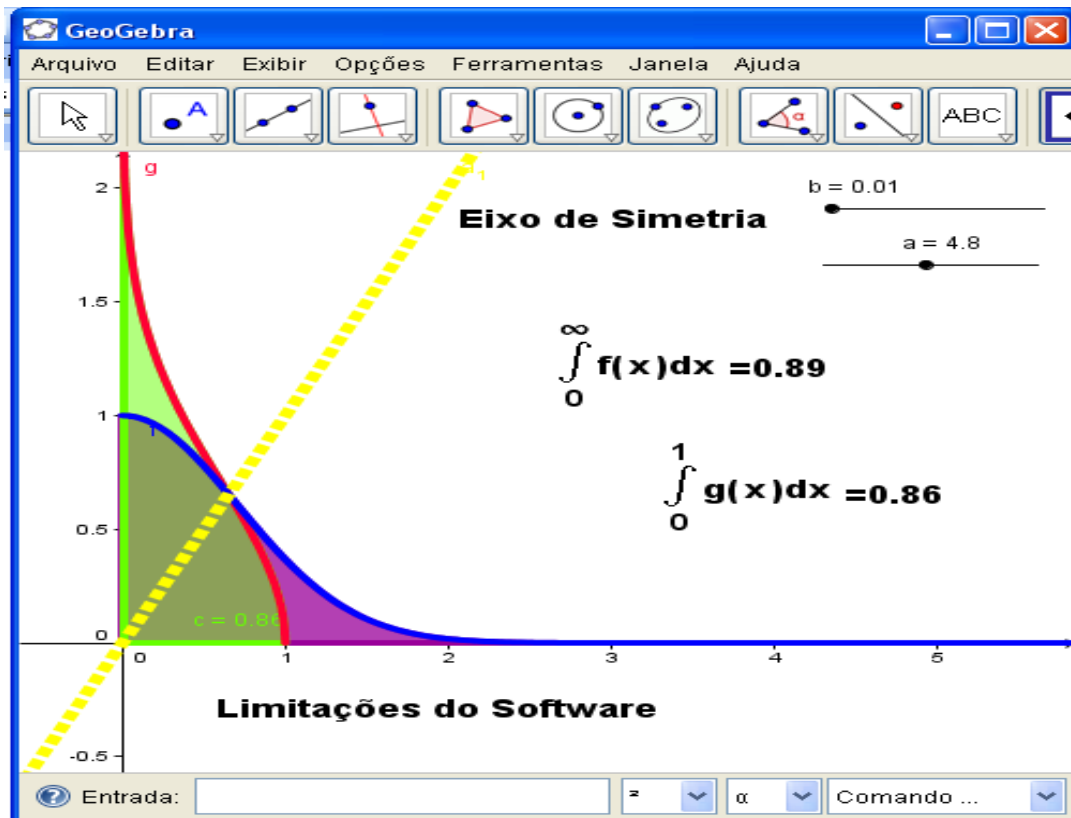 GeoGebra
Arquivo Editar Exibir Opções Ferramentas Janela Ajuda
A α ABC
g
2
b = 0.01
Eixo de Simetria
a = 4.8
1.5
∞
∫ f(x)dx =0.89
0
1
1
∫ g(x)dx =0.86
0
0.5
c = 0.86
0
0 1 2 3 4 5
Limitações do Software
-0.5
Entrada: ² α Comando ...